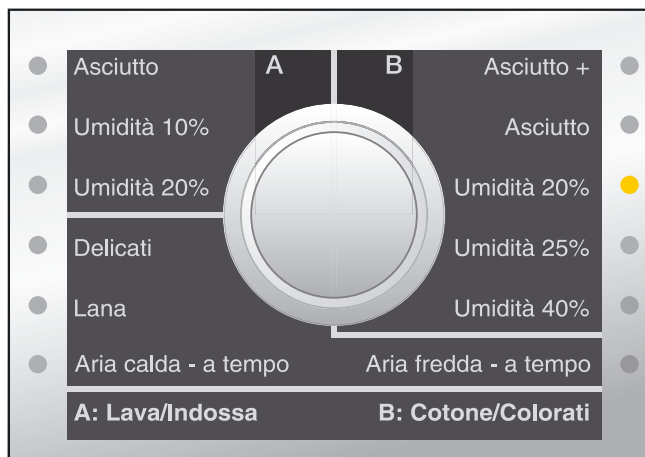 Asciutto A B Asciutto +
Umidità 10% Asciutto
Umidità 20% Umidità 20%
Delicati Umidità 25%
Lana Umidità 40%
Aria calda - a tempo Aria fredda - a tempo
A: Lava/Indossa B: Cotone/Colorati